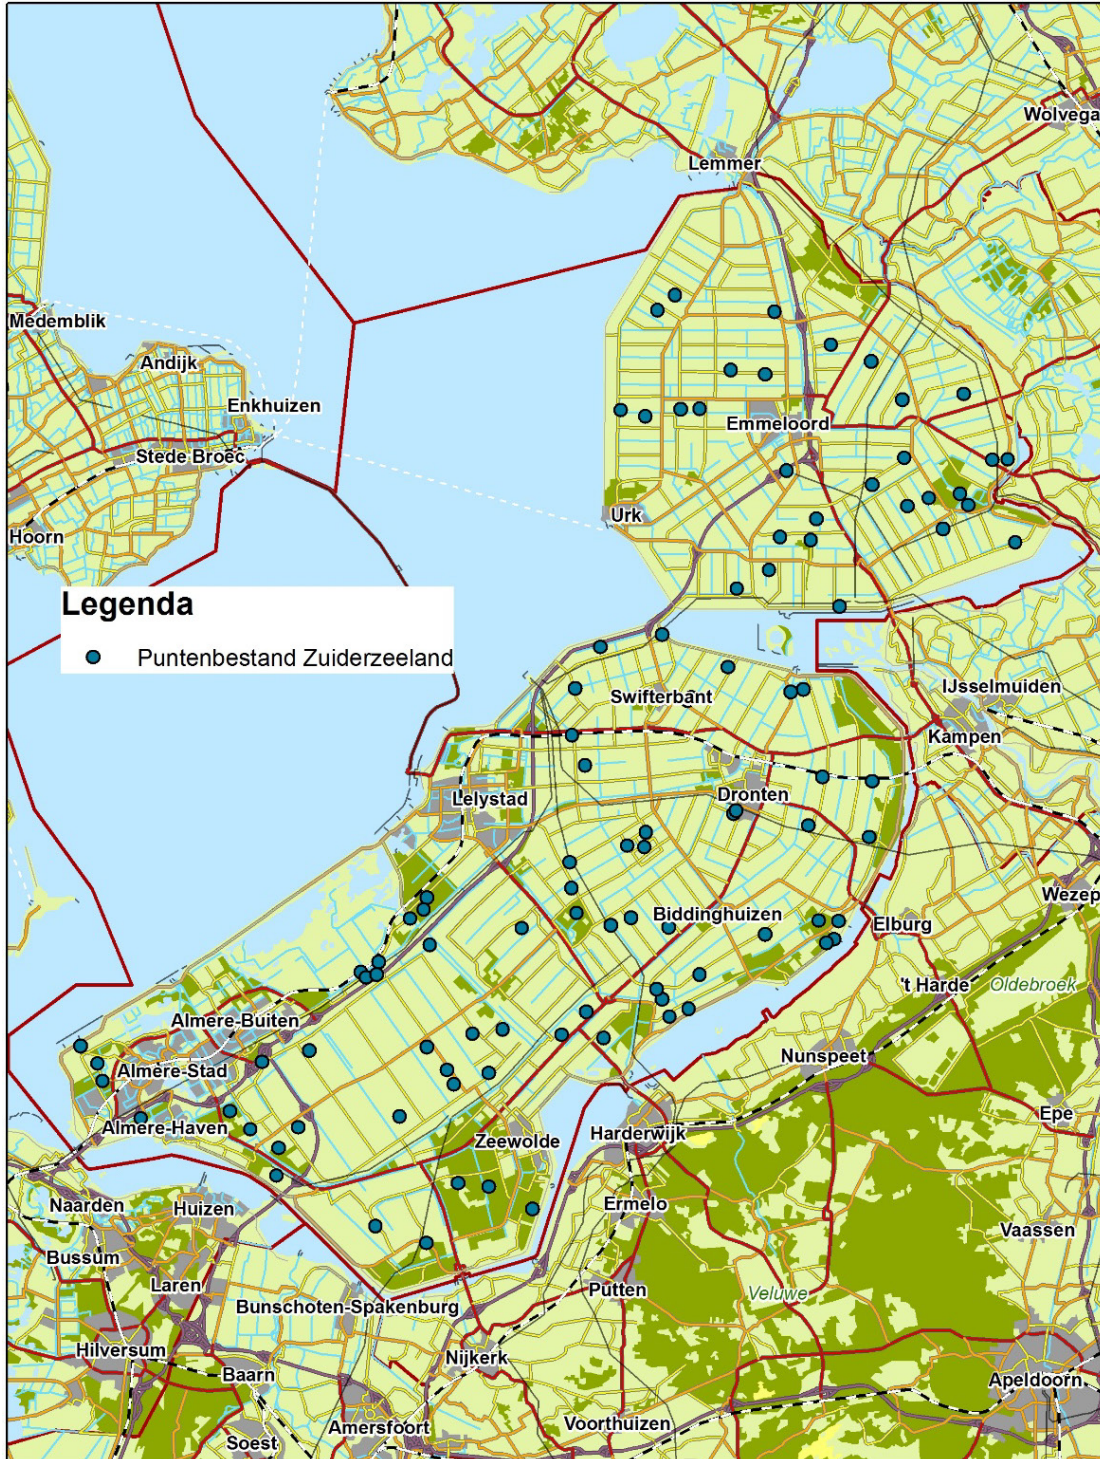 Wolvega
Lemmer
Medemblik
Andijk
Enkhuizen
Stede Broec
Emmeloord
Urk
Hoorn
Legenda
Puntenbestand Zuiderzeeland
Swifterbant
IJsselmuiden
Kampen
Lelystad
Dronten
Wezep
Biddinghuizen
Elburg
't Harde
Oldebroek
Almere-Buiten
Nunspeet
Almere-Stad
Epe
Almere-Haven
Zeewolde
Harderwijk
Naarden
Huizen
Ermelo
Vaassen
Bussum
Laren
Putten
Veluwe
Bunschoten-Spakenburg
Hilversum
Nijkerk
Baarn
Apeldoorn
Amersfoort
Voorthuizen
Soest